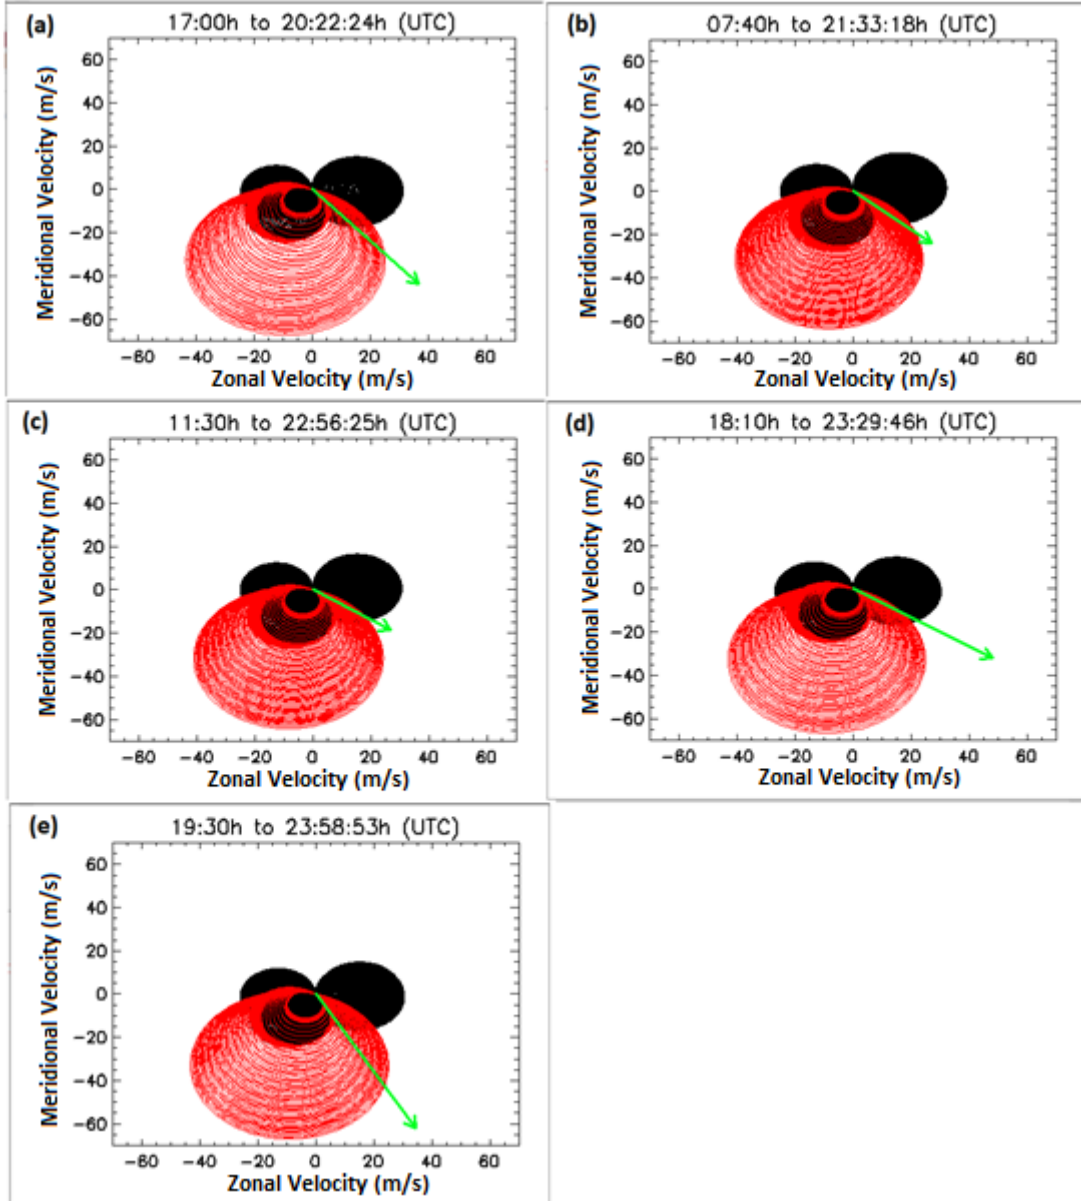 (a) 17:00h to 20:22:24h (UTC)
Meridional Velocity (m/s)
60
40
20
0
−20
−40
−60
−60 −40 −20 0 20 40 60
Zonal Velocity (m/s)
(b) 07:40h to 21:33:18h (UTC)
Meridional Velocity (m/s)
60
40
20
0
−20
−40
−60
−60 −40 −20 0 20 40 60
Zonal Velocity (m/s)
(c) 11:30h to 22:56:25h (UTC)
Meridional Velocity (m/s)
60
40
20
0
−20
−40
−60
−60 −40 −20 0 20 40 60
Zonal Velocity (m/s)
(d) 18:10h to 23:29:46h (UTC)
Meridional Velocity (m/s)
60
40
20
0
−20
−40
−60
−60 −40 −20 0 20 40 60
Zonal Velocity (m/s)
(e) 19:30h to 23:58:53h (UTC)
Meridional Velocity (m/s)
60
40
20
0
−20
−40
−60
−60 −40 −20 0 20 40 60
Zonal Velocity (m/s)